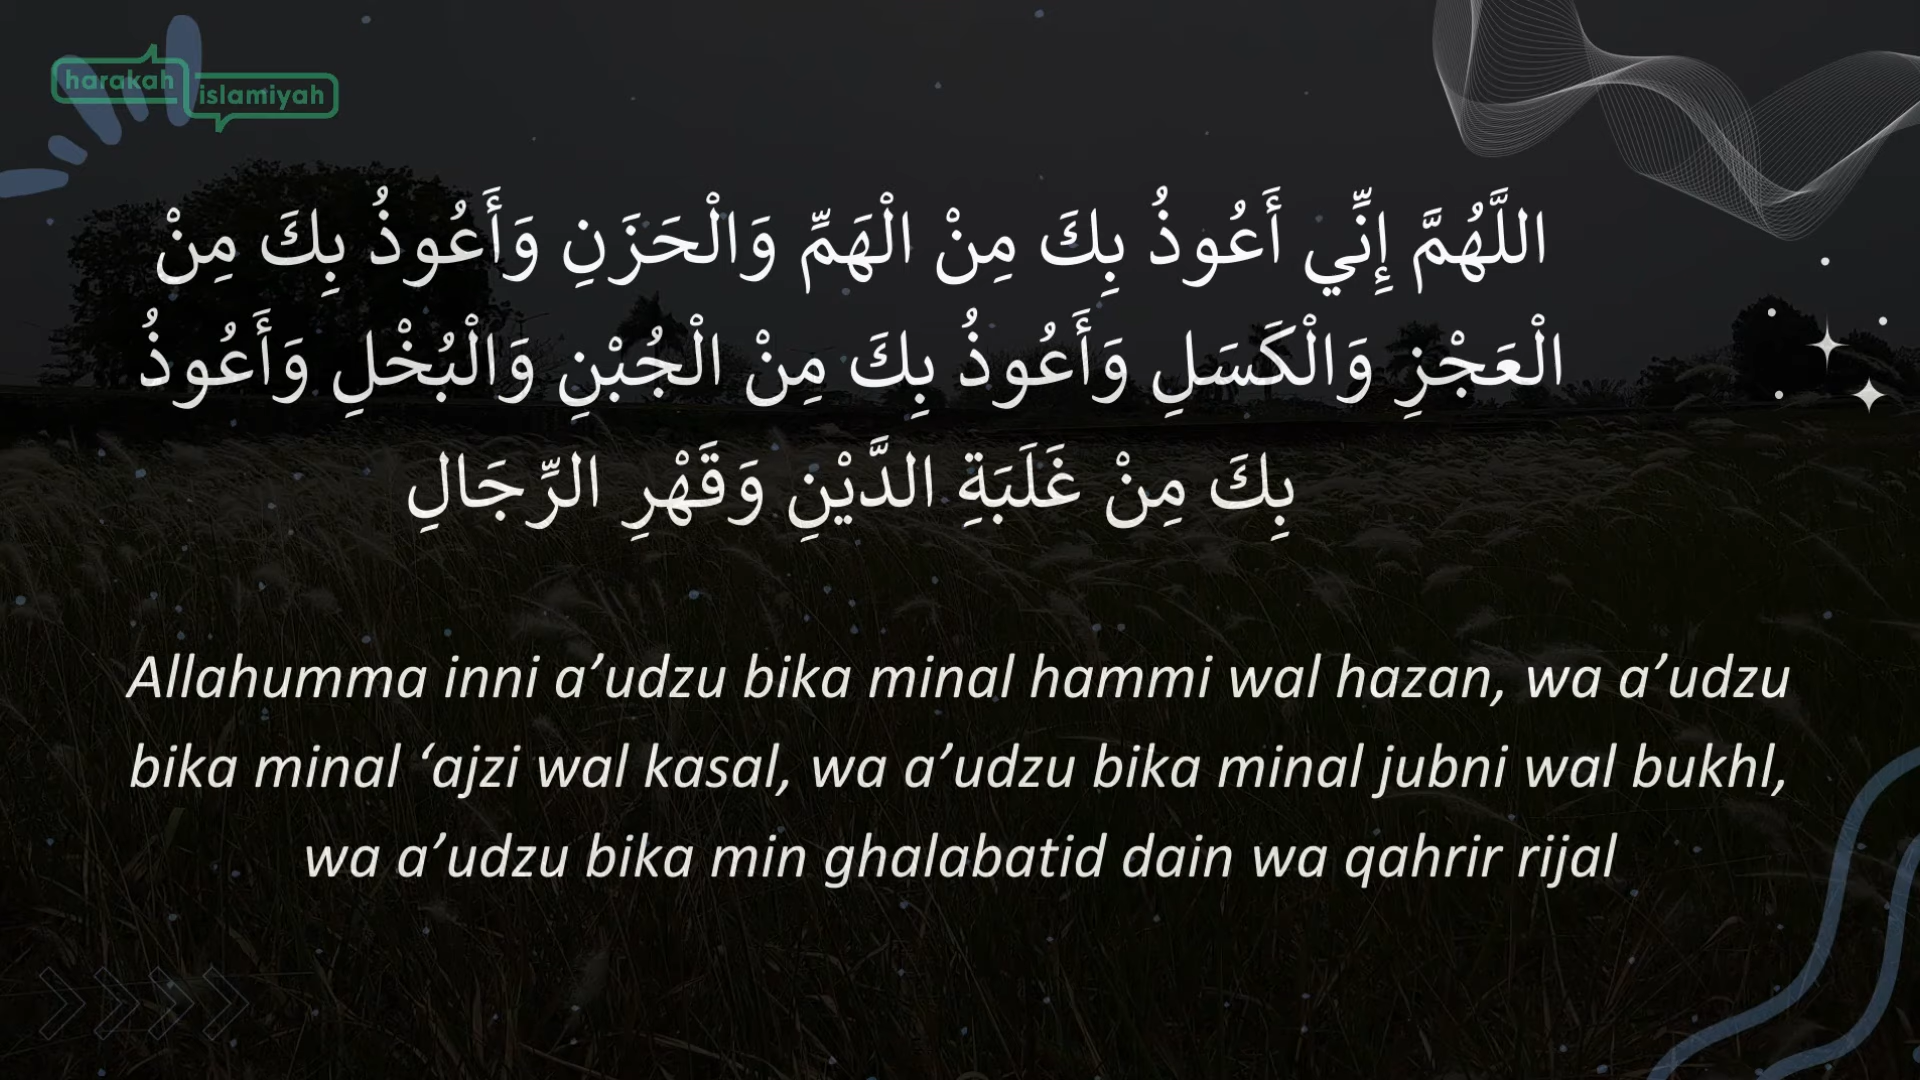 harakah
islamiyah
اللَّهُمَّ إِنِّي أَعُوذُ بِكَ مِنْ الْهَمِّ وَالْحَزَنِ وَأَعُوذُ بِكَ مِنْ
الْعَجْزِ وَالْكَسَلِ وَأَعُوذُ بِكَ مِنْ الْجُبْنِ وَالْبُخْلِ وَأَعُوذُ
بِكَ مِنْ غَلَبَةِ الدَّيْنِ وَقَهْرِ الرِّجَالِ
Allahumma inni a’udzu bika minal hammi wal hazan, wa a’udzu
bika minal ‘ajzi wal kasal, wa a’udzu bika minal jubni wal bukhl,
wa a’udzu bika min ghalabatid dain wa qahrir rijal